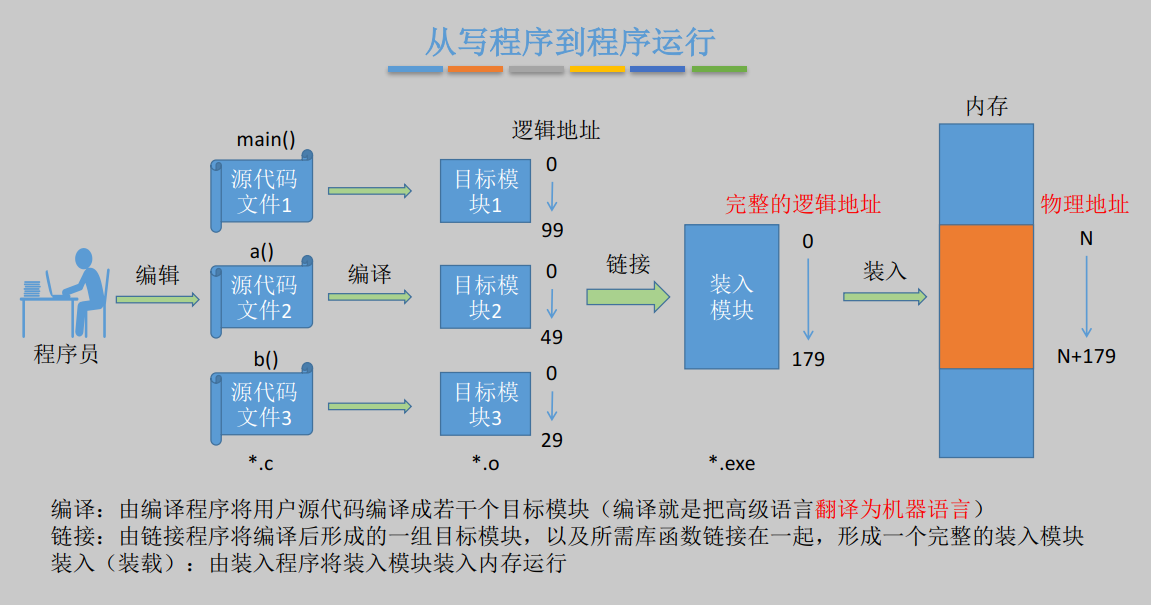 从写程序到程序运行
main()
源代码
文件1
a()
源代码
文件2
b()
源代码
文件3
*.c
程序员
编辑
编译
逻辑地址
目标模
块1
0
99
目标模
块2
0
49
目标模
块3
0
29
*.o
链接
完整的逻辑地址
装入
模块
0
179
*.exe
装入
内存
物理地址
N
N+179
编译：由编译程序将用户源代码编译成若干个目标模块（编译就是把高级语言翻译为机器语言）
链接：由链接程序将编译后形成的一组目标模块，以及所需库函数链接在一起，形成一个完整的装入模块
装入（装载）：由装入程序将装入模块装入内存运行